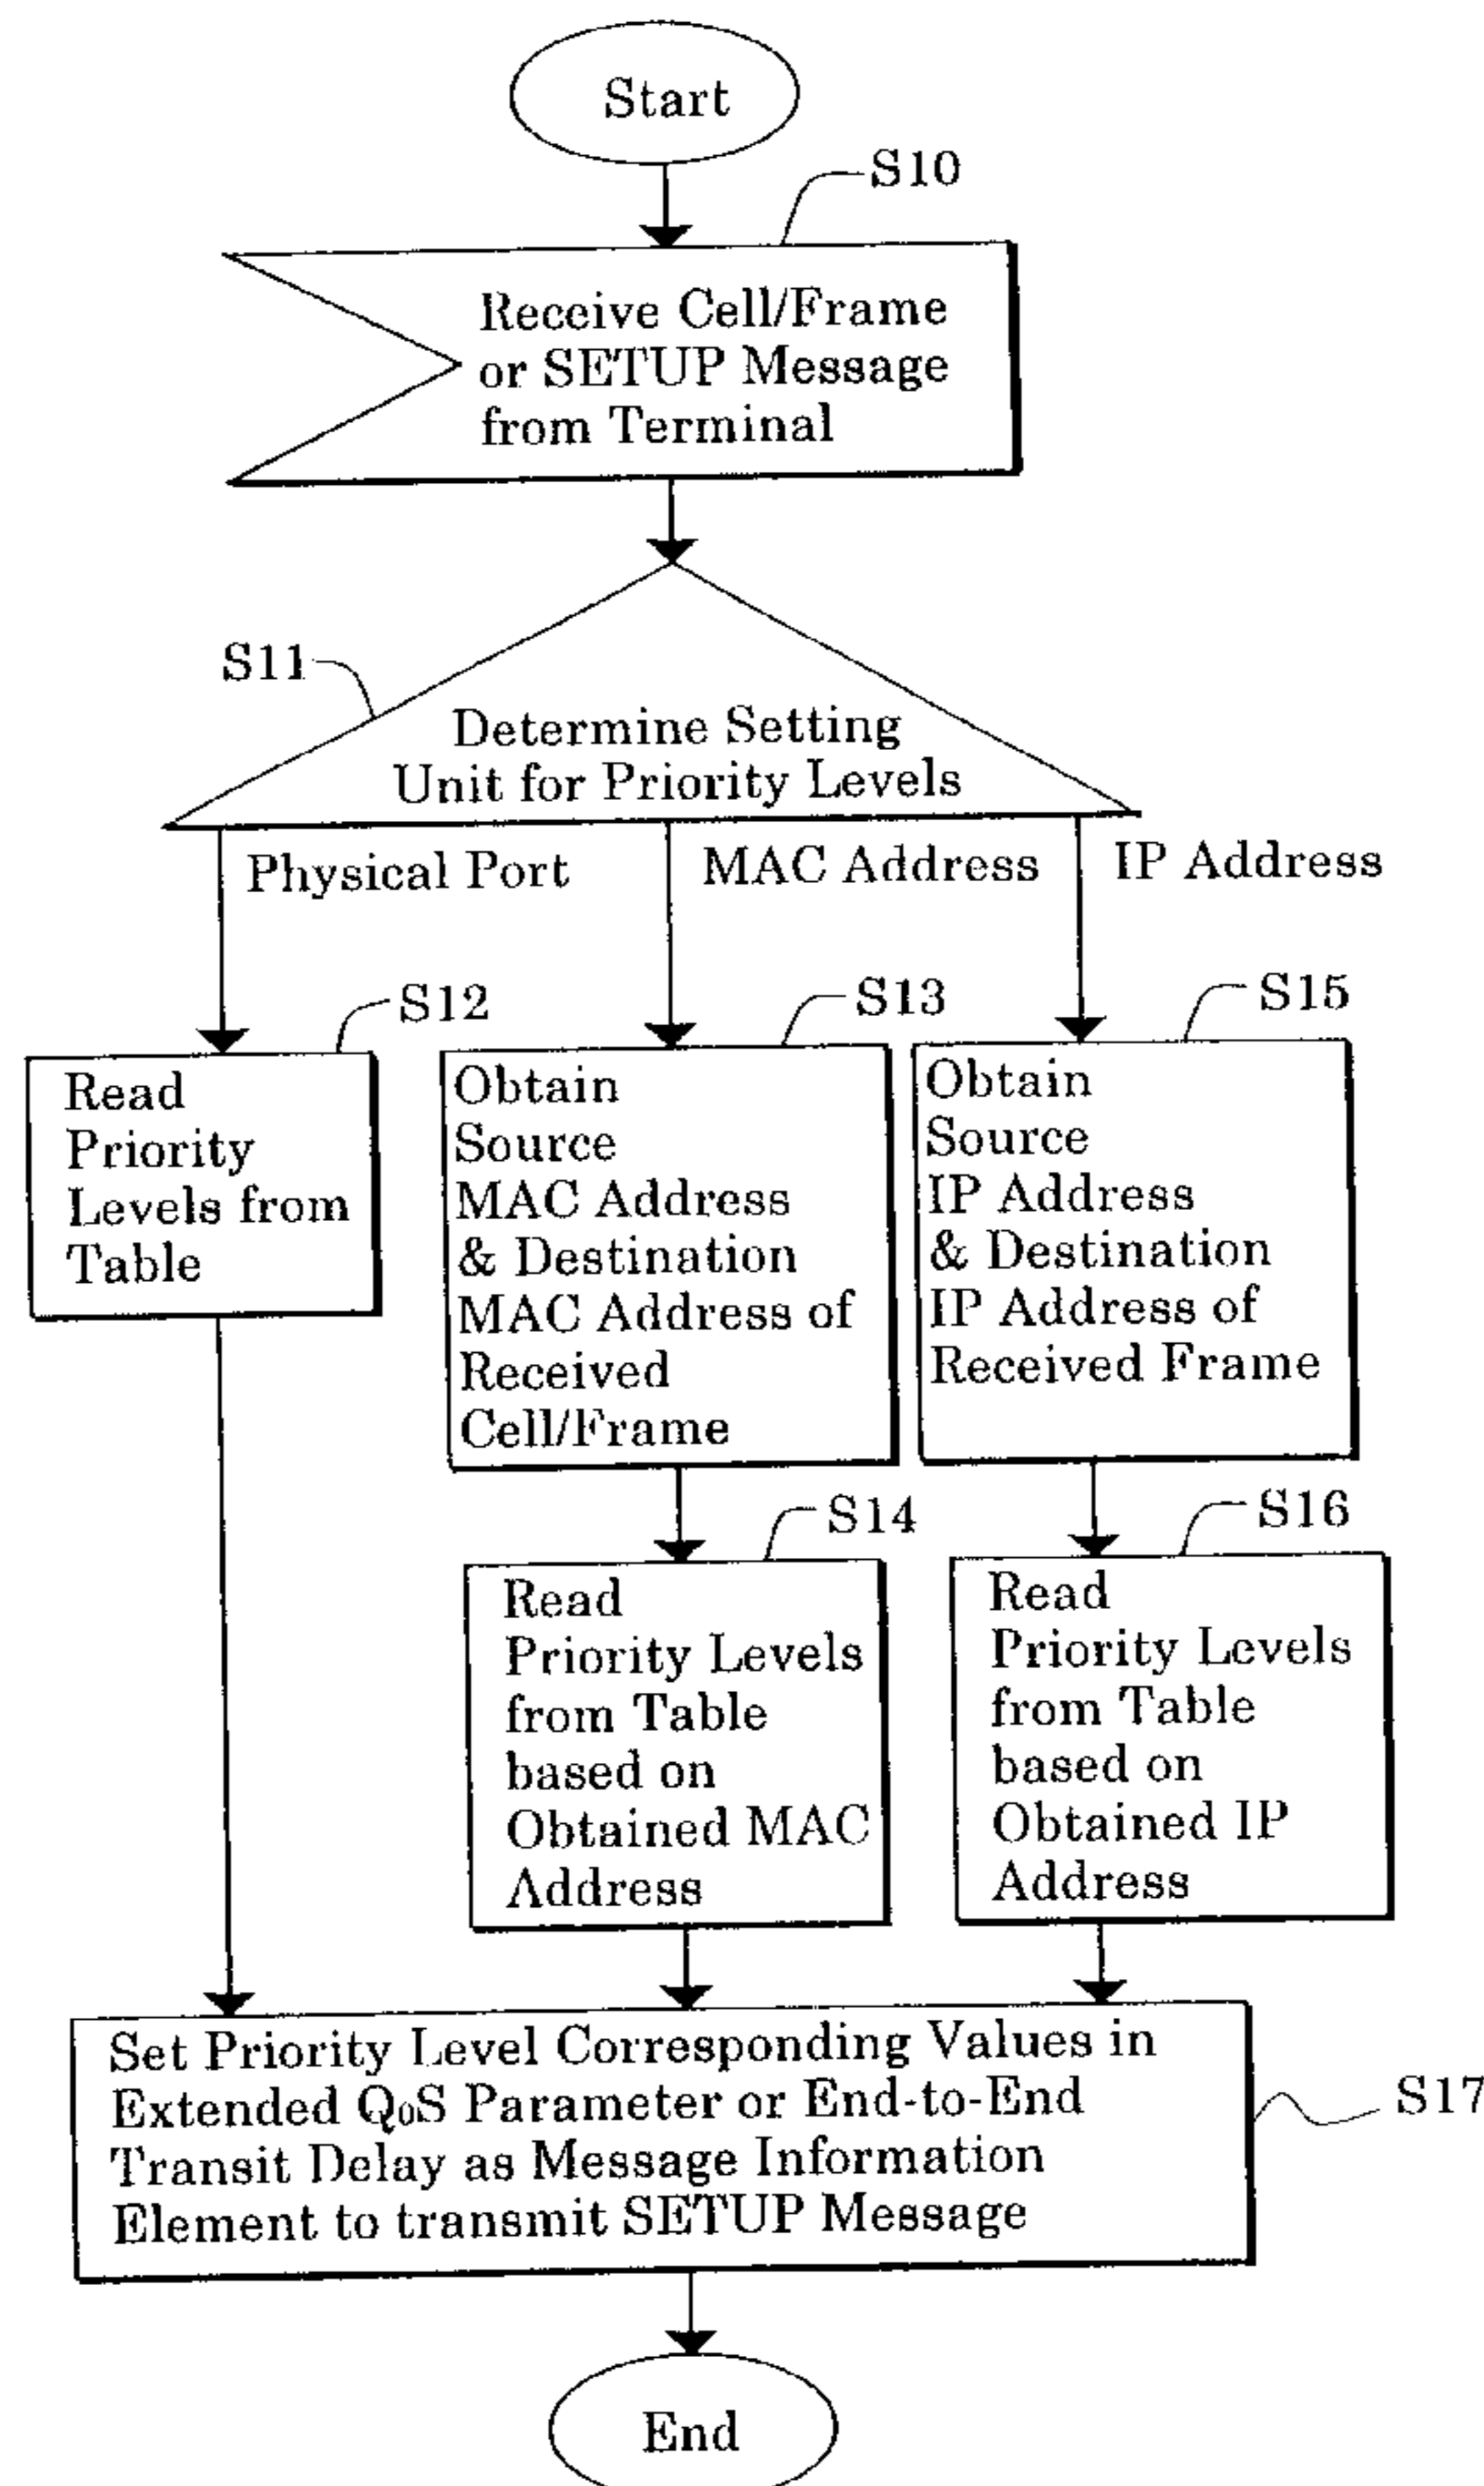 Start
S10
Receive Cell/Frame
or SETUP Message
from Terminal
S11
Determine Setting
Unit for Priority Levels
Physical Port
MAC Address
IP Address
S12
Read
Priority
Levels from
Table
S13
Obtain
Source
MAC Address
& Destination
MAC Address of
Received
Cell/Frame
S15
Obtain
Source
IP Address
& Destination
IP Address of
Received Frame
S14
Read
Priority Levels
from Table
based on
Obtained MAC
Address
S16
Read
Priority Levels
from Table
based on
Obtained IP
Address
Set Priority Level Corresponding Values in
Extended QoS Parameter or End-to-End
Transit Delay as Message Information
Element to transmit SETUP Message
S17
End